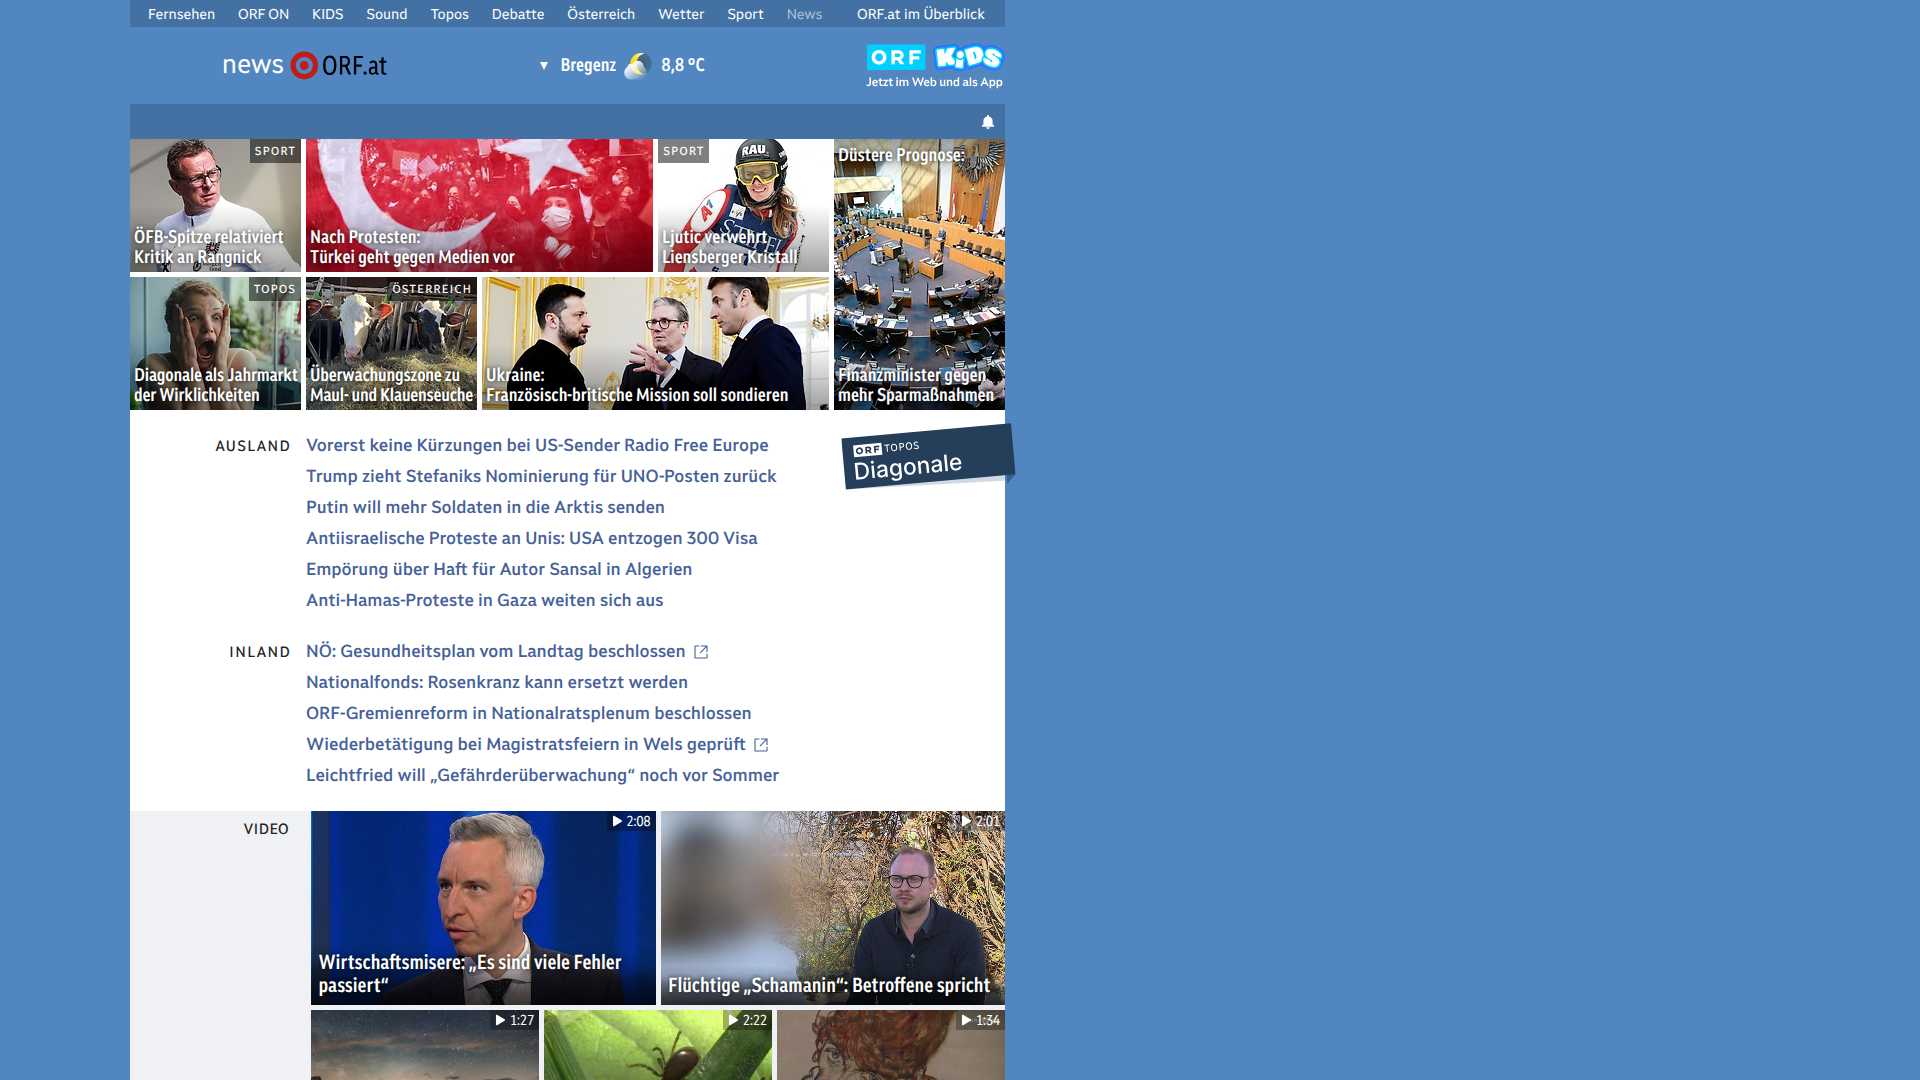 Fernsehen ORF ON KIDS Sound Topos Debatte Österreich Wetter Sport News ORF.at im Überblick
news ORF.at
Bregenz 8,8 °C
ORF KiDS
Jetzt im Web und als App
SPORT
ÖFB-Spitze relativiert
Kritik an Rangnick
Nach Protesten:
Türkei geht gegen Medien vor
SPORT
RAU
Ljutic verwehrt
Liensberger Kristall
Düstere Prognose:
Finanzminister gegen
mehr Sparmaßnahmen
TOPOS
Diagonale als Jahrmarkt
der Wirklichkeiten
ÖSTERREICH
Überwachungszone zu
Maul- und Klauenseuche
Ukraine:
Französisch-britische Mission soll sondieren
AUSLAND
Vorerst keine Kürzungen bei US-Sender Radio Free Europe
Trump zieht Stefaniks Nominierung für UNO-Posten zurück
Putin will mehr Soldaten in die Arktis senden
Antiisraelische Proteste an Unis: USA entzogen 300 Visa
Empörung über Haft für Autor Sansal in Algerien
Anti-Hamas-Proteste in Gaza weiten sich aus
ORF TOPOS
Diagonale
INLAND
NÖ: Gesundheitsplan vom Landtag beschlossen
Nationalfonds: Rosenkranz kann ersetzt werden
ORF-Gremienreform in Nationalratsplenum beschlossen
Wiederbetätigung bei Magistratsfeiern in Wels geprüft
Leichtfried will „Gefährderüberwachung“ noch vor Sommer
VIDEO
2:08
Wirtschaftsmisere: „Es sind viele Fehler
passiert“
2:01
Flüchtige „Schamanin“: Betroffene spricht
1:27
2:22
1:34